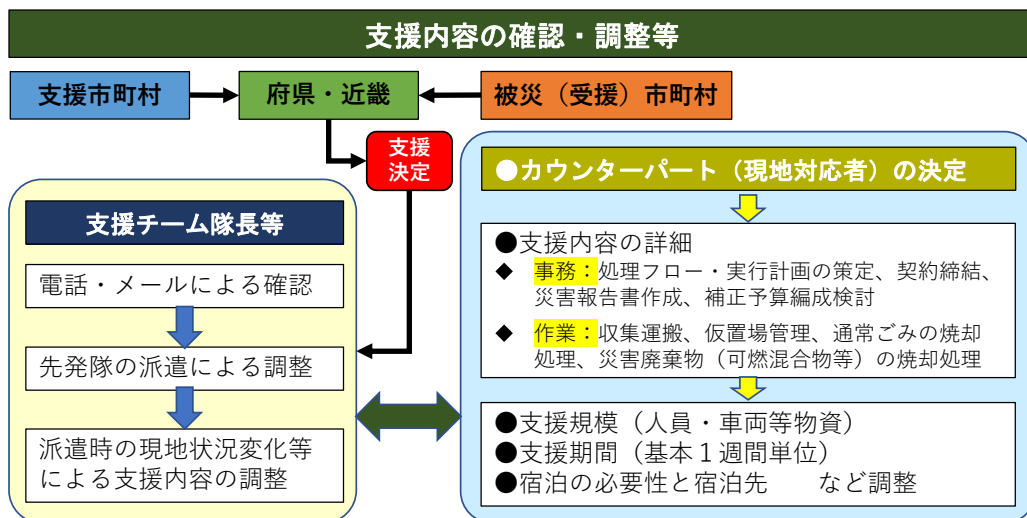 支援内容の確認・調整等
支援市町村
府県・近畿
被災（受援）市町村
支援
決定
支援チーム隊長等
電話・メールによる確認
先発隊の派遣による調整
派遣時の現地状況変化等
による支援内容の調整
●カウンターパート（現地対応者）の決定
●支援内容の詳細
◆ 事務：処理フロー・実行計画の策定、契約締結、
災害報告書作成、補正予算編成検討
◆ 作業：収集運搬、仮置場管理、通常ごみの焼却
処理、災害廃棄物（可燃混合物等）の焼却処理
●支援規模（人員・車両等物資）
●支援期間（基本１週間単位）
●宿泊の必要性と宿泊先　　など調整